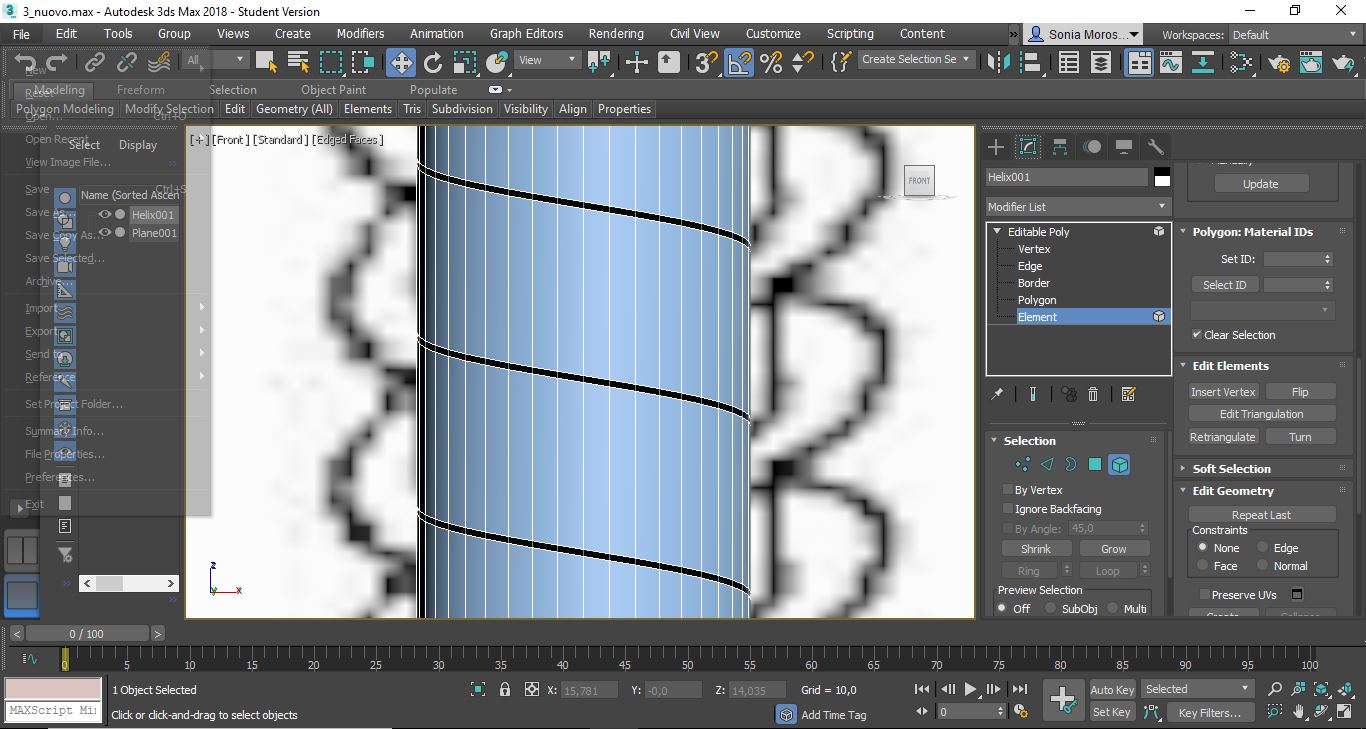 3_nuovo.max - Autodesk 3ds Max 2018 - Student Version
File Edit Tools Group Views Create Modifiers Animation Graph Editors Rendering Civil View Customize Scripting Content » Sonia Moros... Workspaces: Default
All View Create Selection Se
Modeling Freeform Selection Object Paint Populate
Polygon Modeling Modify Selection Edit Geometry (All) Elements Tris Subdivision Visibility Align Properties
New
Reset
Open... Ctrl+O
Open Recent
View Image File...
Save Ctrl+S
Save As...
Save Copy As...
Save Selected...
Archive...
Import
Export
Send to
Reference
Set Project Folder...
Summary Info...
File Properties...
Preferences...
Exit
Select Display
Name (Sorted Ascen
Helix001
Plane001
[+] [Front] [Standard] [Edged Faces]
FRONT
z
y x
Helix001
Modifier List
Editable Poly
Vertex
Edge
Border
Polygon
Element
Selection
By Vertex
Ignore Backfacing
By Angle: 45,0
Shrink Grow
Ring Loop
Preview Selection
Off SubObj Multi
Update
Polygon: Material IDs
Set ID:
Select ID
Clear Selection
Edit Elements
Insert Vertex Flip
Edit Triangulation
Retriangulate Turn
Soft Selection
Edit Geometry
Repeat Last
Constraints
None Edge
Face Normal
Preserve UVs
Create Collapse
< 0 / 100 >
0 5 10 15 20 25 30 35 40 45 50 55 60 65 70 75 80 85 90 95 100
1 Object Selected X: 15,781 Y: -0,0 Z: 14,035 Grid = 10,0 Auto Key Selected
MAXScript Mi Click or click-and-drag to select objects Add Time Tag 0 Set Key Key Filters...